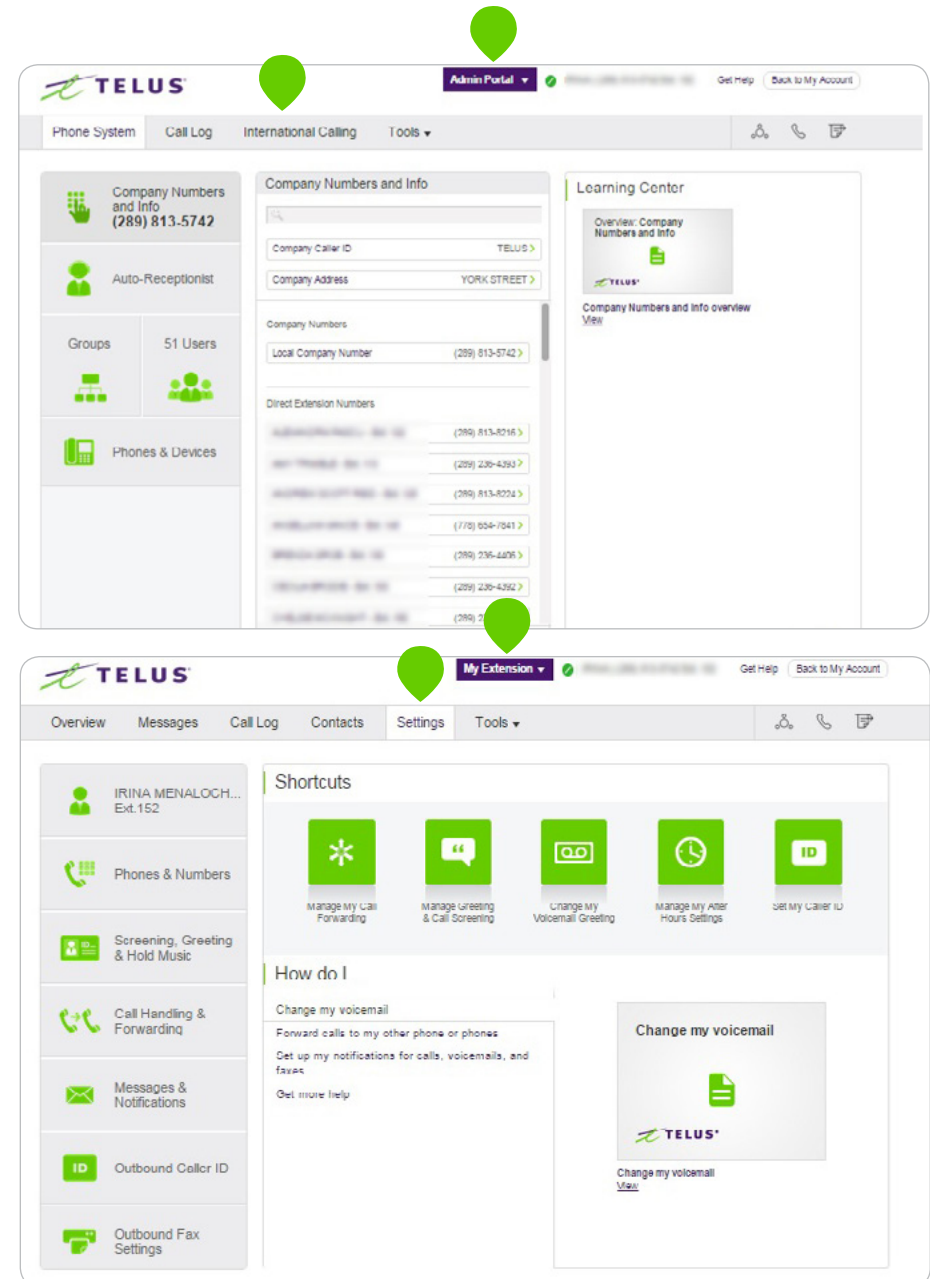 TELUS
Admin Portal
Get Help
Back to My Account
Phone System
Call Log
International Calling
Tools
Company Numbers
and Info
(289) 813-5742
Auto-Receptionist
Groups
51 Users
Phones & Devices
Company Numbers and Info
Company Caller ID
TELUS
Company Address
YORK STREET
Company Numbers
Local Company Number
(289) 813-5742
Direct Extension Numbers
(289) 813-8216
(289) 236-4393
(289) 813-8224
(778) 654-7841
(289) 236-4406
(289) 236-4392
(289)
Learning Center
Overview: Company
Numbers and Info
TELUS
Company Numbers and Info overview
View
TELUS
My Extension
Get Help
Back to My Account
Overview
Messages
Call Log
Contacts
Settings
Tools
IRINA MENALOCH...
Ext.152
Phones & Numbers
Screening, Greeting
& Hold Music
Call Handling &
Forwarding
Messages &
Notifications
ID
Outbound Caller ID
Outbound Fax
Settings
Shortcuts
ID
Manage My Call
Forwarding
Manage Greeting
& Call Screening
Change My
Voicemail Greeting
Manage My After
Hours Settings
Set My Caller ID
How do I
Change my voicemail
Forward calls to my other phone or phones
Set up my notifications for calls, voicemails, and
faxes
Get more help
Change my voicemail
TELUS
Change my voicemail
View